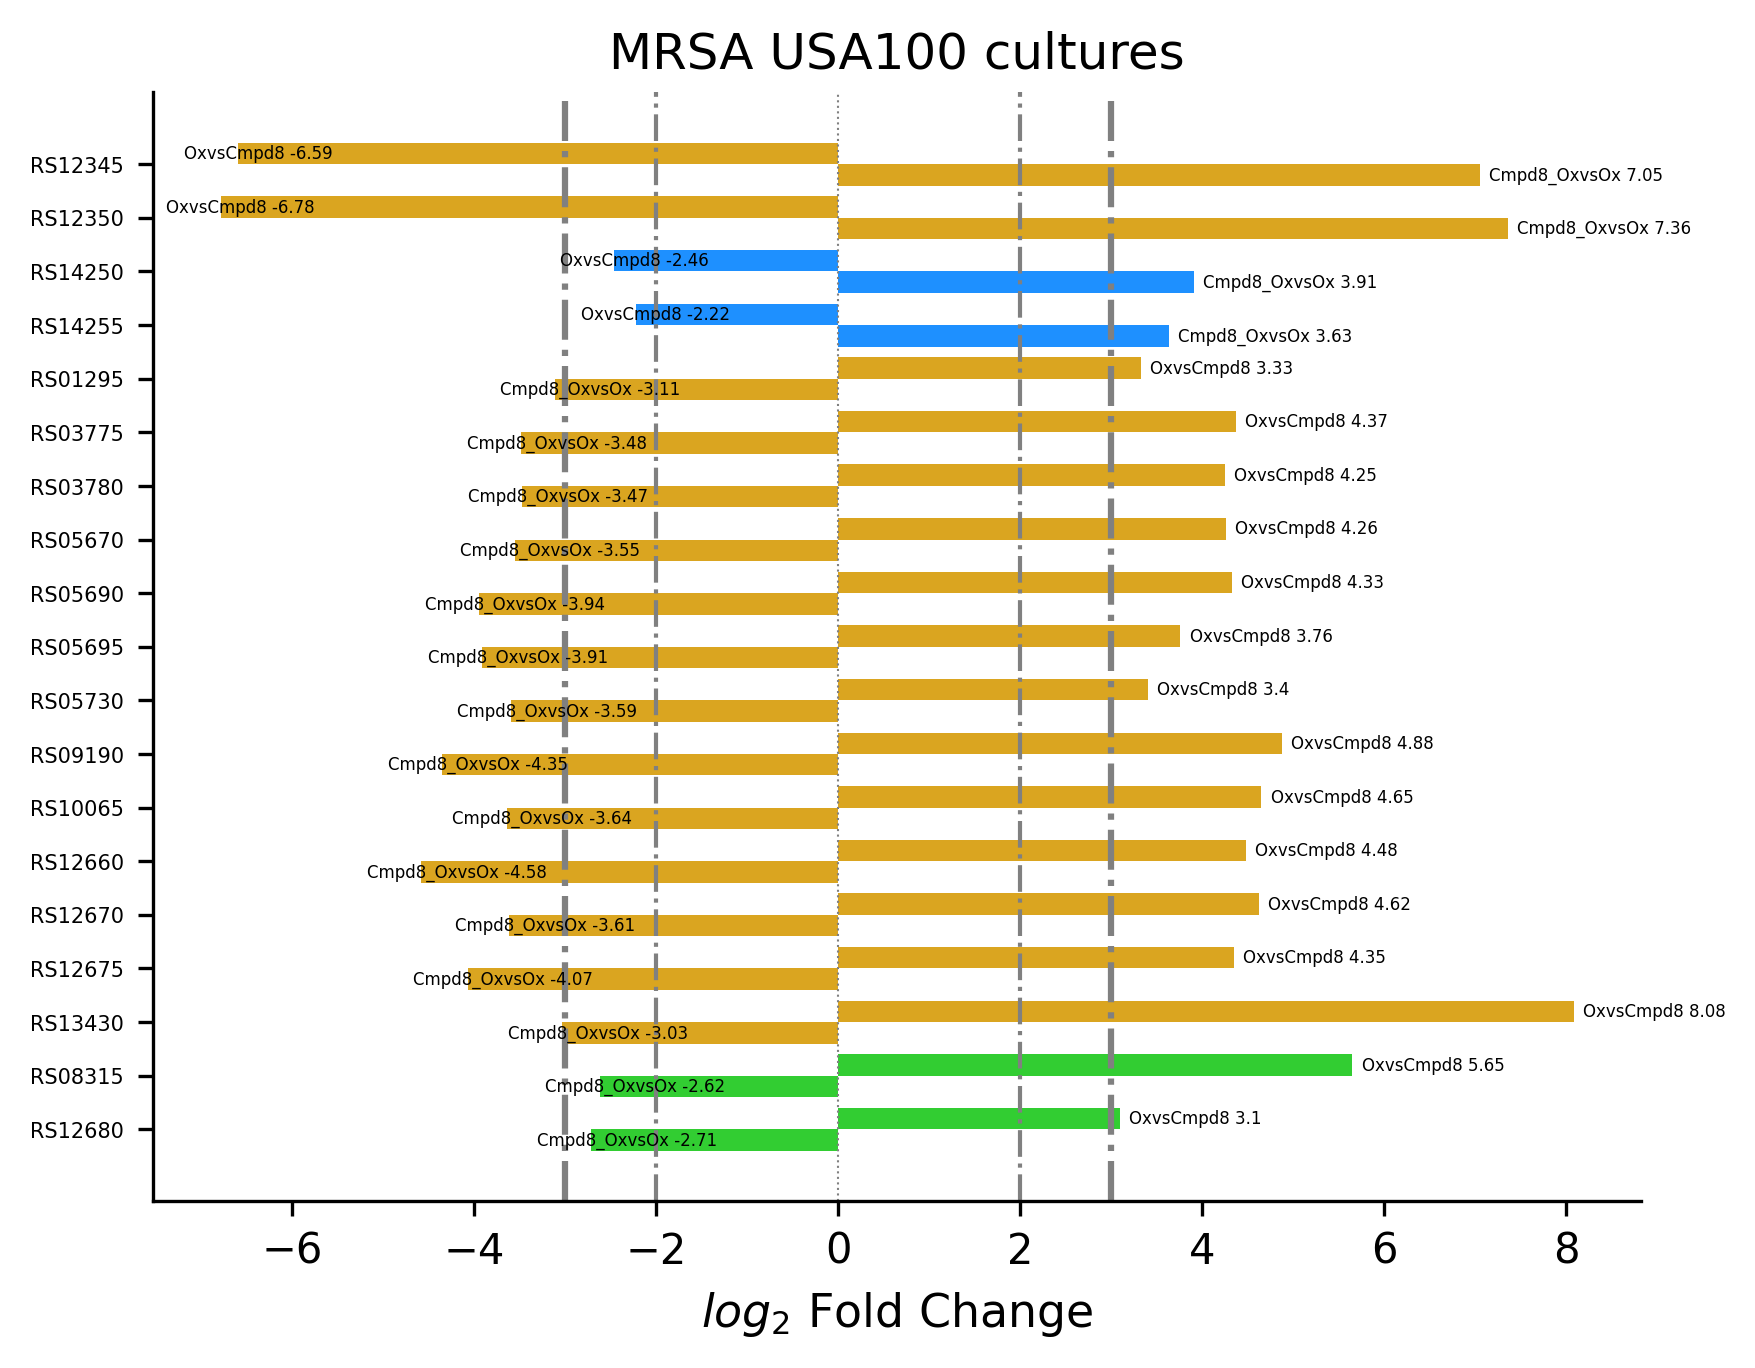 MRSA USA100 cultures
RS12345
OxvsCmpd8 -6.59
Cmpd8_OxvsOx 7.05
RS12350
OxvsCmpd8 -6.78
Cmpd8_OxvsOx 7.36
RS14250
OxvsCmpd8 -2.46
Cmpd8_OxvsOx 3.91
RS14255
OxvsCmpd8 -2.22
Cmpd8_OxvsOx 3.63
RS01295
OxvsCmpd8 3.33
Cmpd8_OxvsOx -3.11
RS03775
OxvsCmpd8 4.37
Cmpd8_OxvsOx -3.48
RS03780
OxvsCmpd8 4.25
Cmpd8_OxvsOx -3.47
RS05670
OxvsCmpd8 4.26
Cmpd8_OxvsOx -3.55
RS05690
OxvsCmpd8 4.33
Cmpd8_OxvsOx -3.94
RS05695
OxvsCmpd8 3.76
Cmpd8_OxvsOx -3.91
RS05730
OxvsCmpd8 3.4
Cmpd8_OxvsOx -3.59
RS09190
OxvsCmpd8 4.88
Cmpd8_OxvsOx -4.35
RS10065
OxvsCmpd8 4.65
Cmpd8_OxvsOx -3.64
RS12660
OxvsCmpd8 4.48
Cmpd8_OxvsOx -4.58
RS12670
OxvsCmpd8 4.62
Cmpd8_OxvsOx -3.61
RS12675
OxvsCmpd8 4.35
Cmpd8_OxvsOx -4.07
RS13430
OxvsCmpd8 8.08
Cmpd8_OxvsOx -3.03
RS08315
OxvsCmpd8 5.65
Cmpd8_OxvsOx -2.62
RS12680
OxvsCmpd8 3.1
Cmpd8_OxvsOx -2.71
−6 −4 −2 0 2 4 6 8
log₂ Fold Change